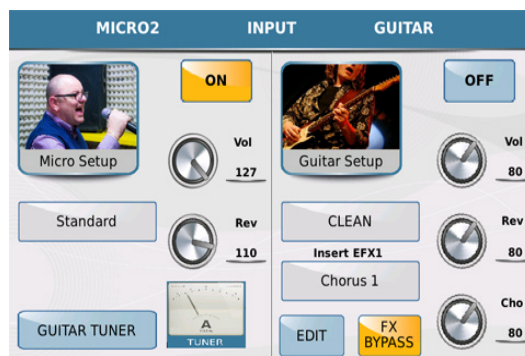 MICRO2 INPUT GUITAR
ON
OFF
Micro Setup
Vol
127
Guitar Setup
Vol
80
Standard
Rev
110
CLEAN
Rev
80
Insert EFX1
Chorus 1
GUITAR TUNER
A
TUNER
EDIT
FX
BYPASS
Cho
80